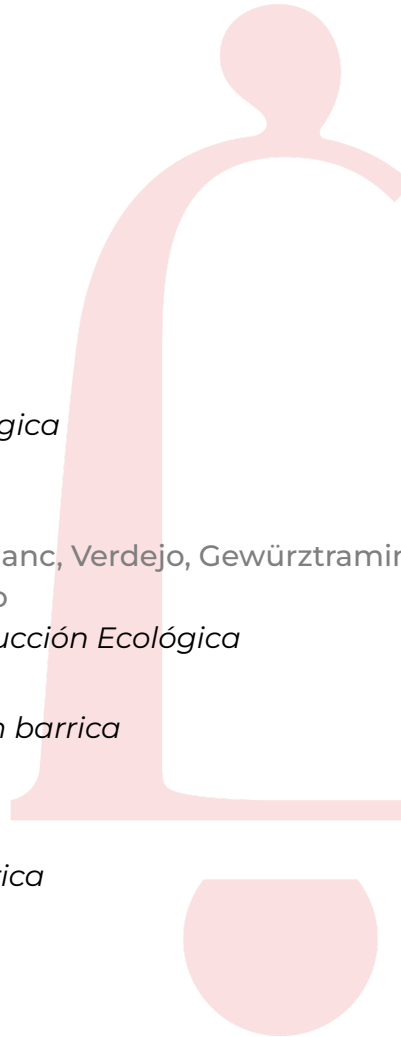 gica
anc, Verdejo, Gewürztramin
o
ucción Ecológica
n barrica
rica